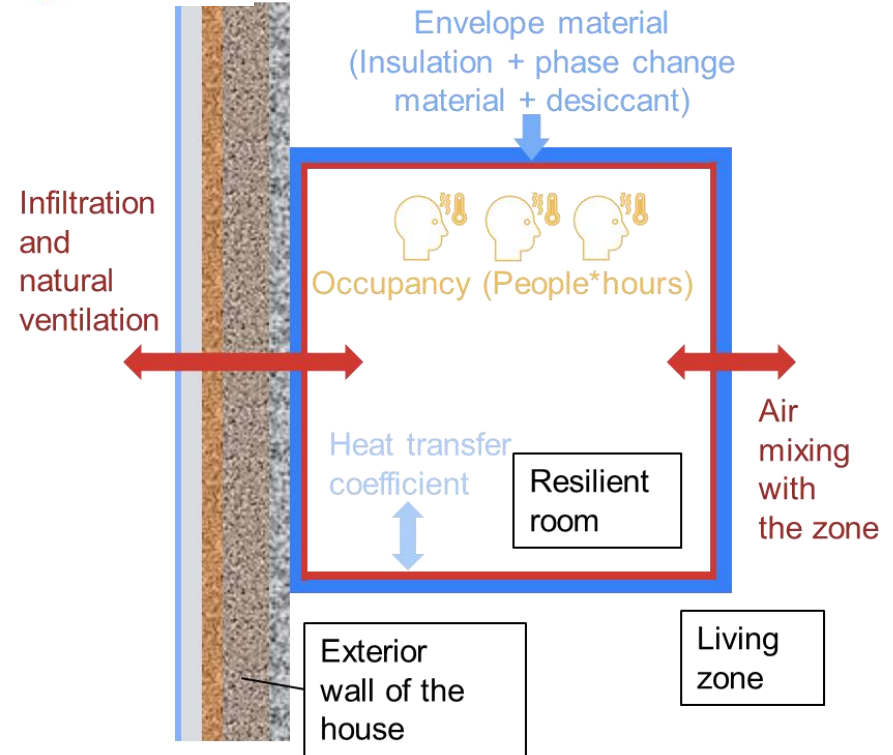 Envelope material
(Insulation + phase change
material + desiccant)
Infiltration
and
natural
ventilation
Occupancy (People*hours)
Air
mixing
with
the zone
Heat transfer
coefficient
Resilient
room
Living
zone
Exterior
wall of the
house